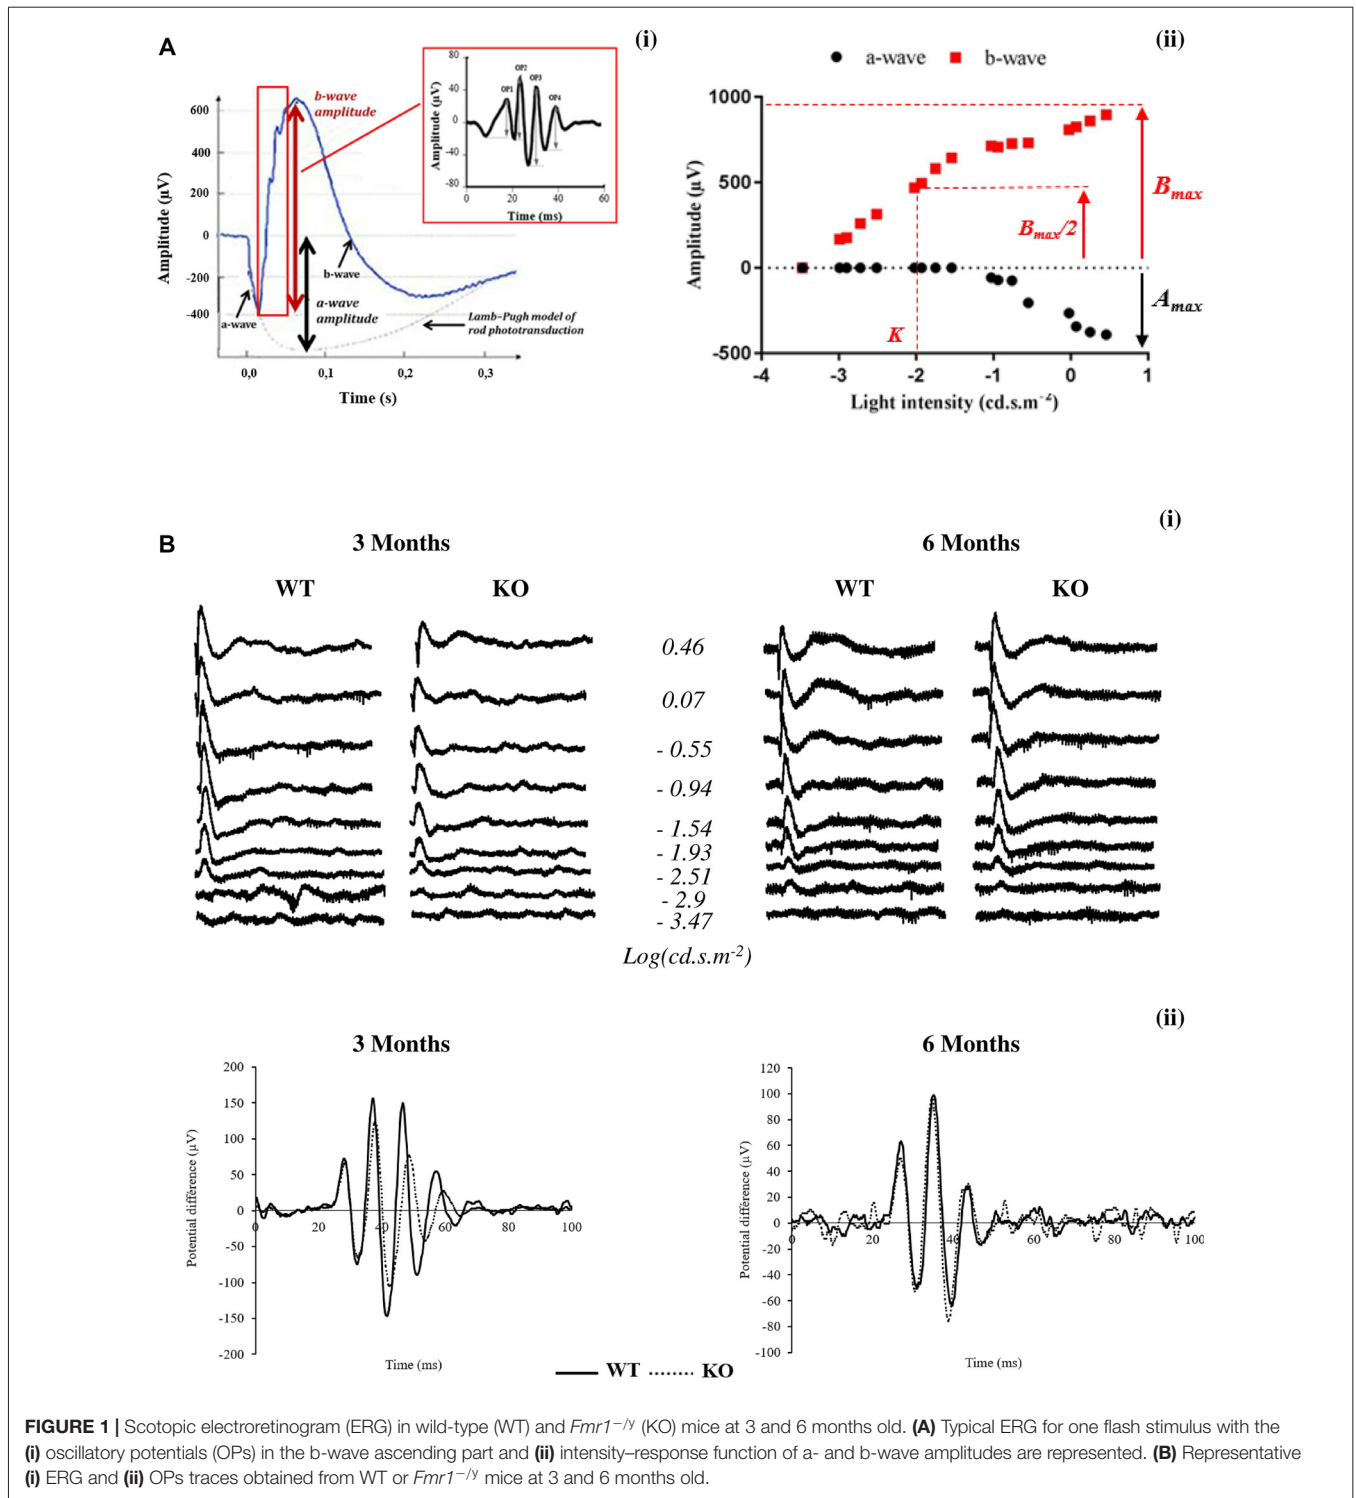 A
(i)
(ii)
b-wave
amplitude
600
400
200
0
-200
-400
Amplitude (µV)
a-wave
b-wave
a-wave
amplitude
Lamb–Pugh model of
rod phototransduction
0,0
0,1
0,2
0,3
Time (s)
80
40
0
-40
-80
Amplitude (µV)
OP1
OP2
OP3
OP4
0
20
40
60
Time (ms)
a-wave
b-wave
1000
500
0
-500
Amplitude (µV)
Bmax
Bmax/2
Amax
K
-4
-3
-2
-1
0
1
Light intensity (cd.s.m-2)
B
(i)
3 Months
6 Months
WT
KO
WT
KO
0.46
0.07
- 0.55
- 0.94
- 1.54
- 1.93
- 2.51
- 2.9
- 3.47
Log(cd.s.m-2)
(ii)
3 Months
6 Months
200
150
100
50
0
-50
-100
-150
-200
Potential différence (µV)
0
20
40
60
80
100
Time (ms)
120
100
80
60
40
20
0
-20
-40
-60
-80
-100
Potential différence (µV)
0
20
40
60
80
100
Time (ms)
WT
KO
FIGURE 1 | Scotopic electroretinogram (ERG) in wild-type (WT) and Fmr1−/y (KO) mice at 3 and 6 months old. (A) Typical ERG for one flash stimulus with the
(i) oscillatory potentials (OPs) in the b-wave ascending part and (ii) intensity–response function of a- and b-wave amplitudes are represented. (B) Representative
(i) ERG and (ii) OPs traces obtained from WT or Fmr1−/y mice at 3 and 6 months old.